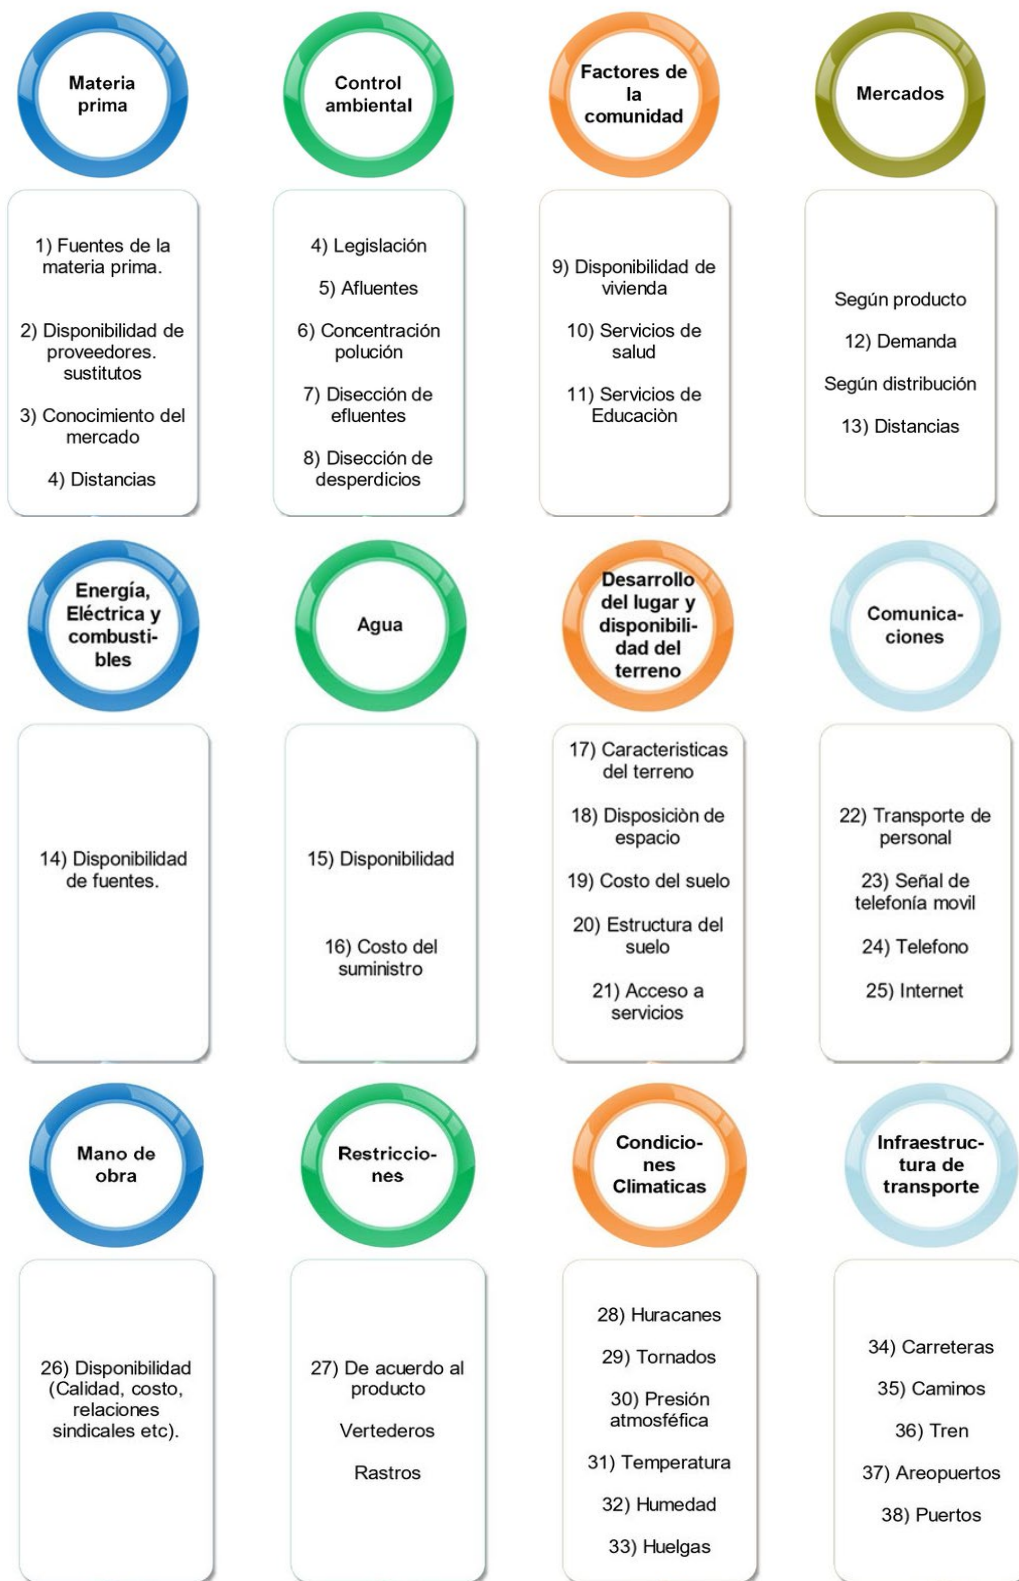 Materia
prima
1) Fuentes de la
materia prima.
2) Disponibilidad de
proveedores.
sustitutos
3) Conocimiento del
mercado
4) Distancias
Control
ambiental
4) Legislación
5) Afluentes
6) Concentración
polución
7) Disección de
efluentes
8) Disección de
desperdicios
Factores de
la
comunidad
9) Disponibilidad de
vivienda
10) Servicios de
salud
11) Servicios de
Educaciòn
Mercados
Según producto
12) Demanda
Según distribución
13) Distancias
Energía,
Eléctrica y
combusti-
bles
14) Disponibilidad
de fuentes.
Agua
15) Disponibilidad
16) Costo del
suministro
Desarrollo
del lugar y
disponibili-
dad del
terreno
17) Caracteristicas
del terreno
18) Disposiciòn de
espacio
19) Costo del suelo
20) Estructura del
suelo
21) Acceso a
servicios
Comunica-
ciones
22) Transporte de
personal
23) Señal de
telefonía movil
24) Telefono
25) Internet
Mano de
obra
26) Disponibilidad
(Calidad, costo,
relaciones
sindicales etc).
Restriccio-
nes
27) De acuerdo al
producto
Vertederos
Rastros
Condicio-
nes
Climaticas
28) Huracanes
29) Tornados
30) Presión
atmosféfica
31) Temperatura
32) Humedad
33) Huelgas
Infraestruc-
tura de
transporte
34) Carreteras
35) Caminos
36) Tren
37) Areopuertos
38) Puertos